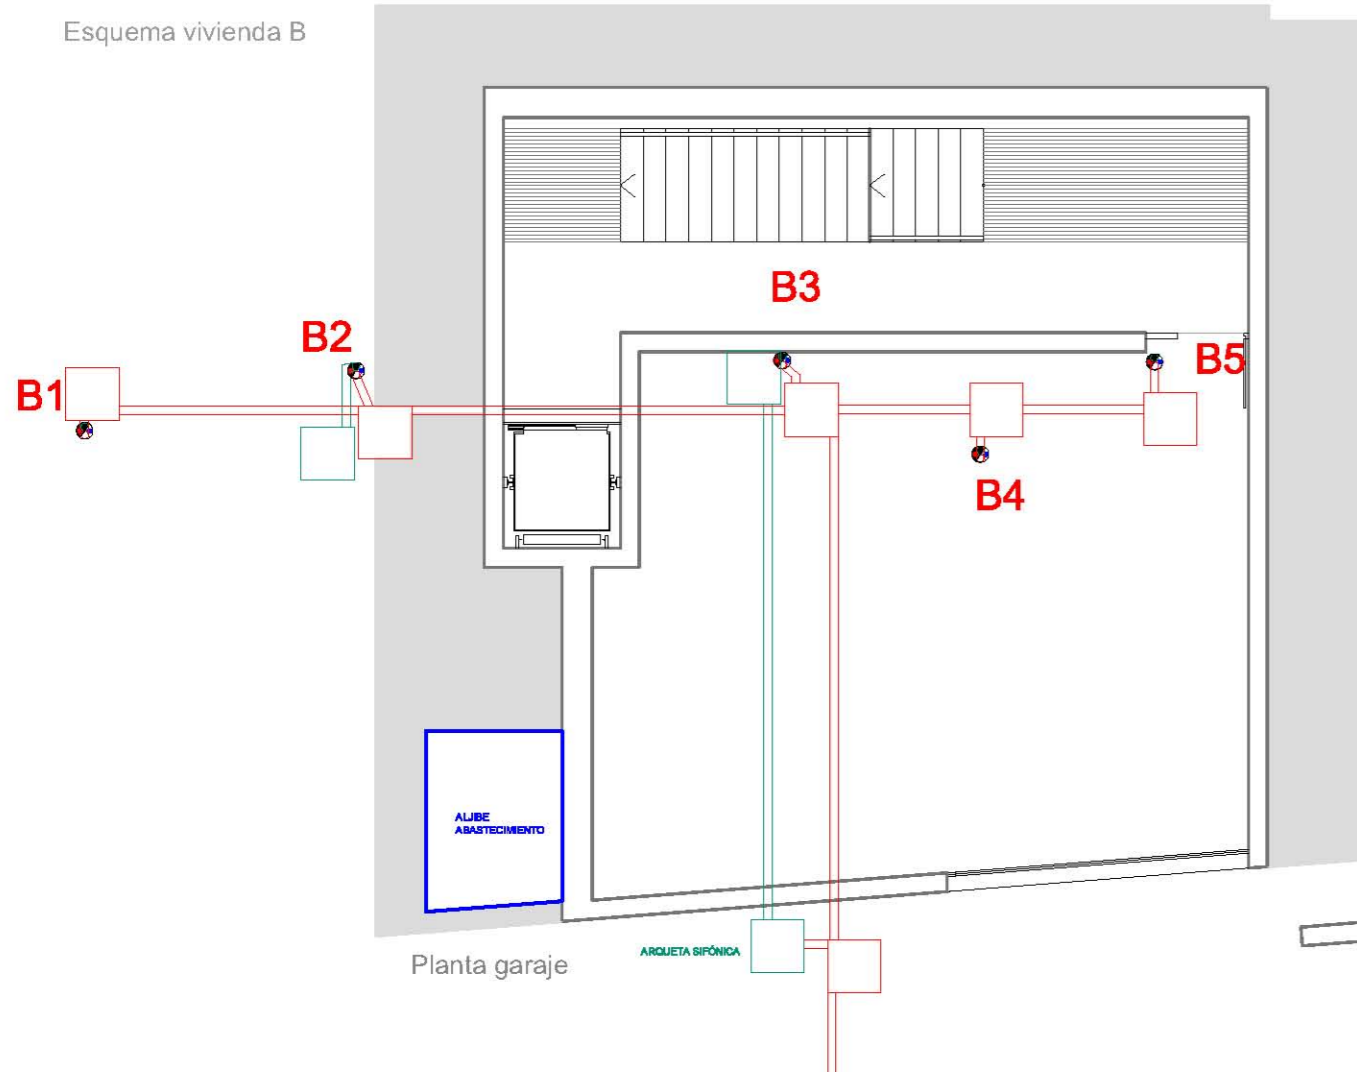 Esquema vivienda B
B3
B2
B5
B1
B4
ALJIBE
ABASTECIMIENTO
ARQUETA SIFÓNICA
Planta garaje